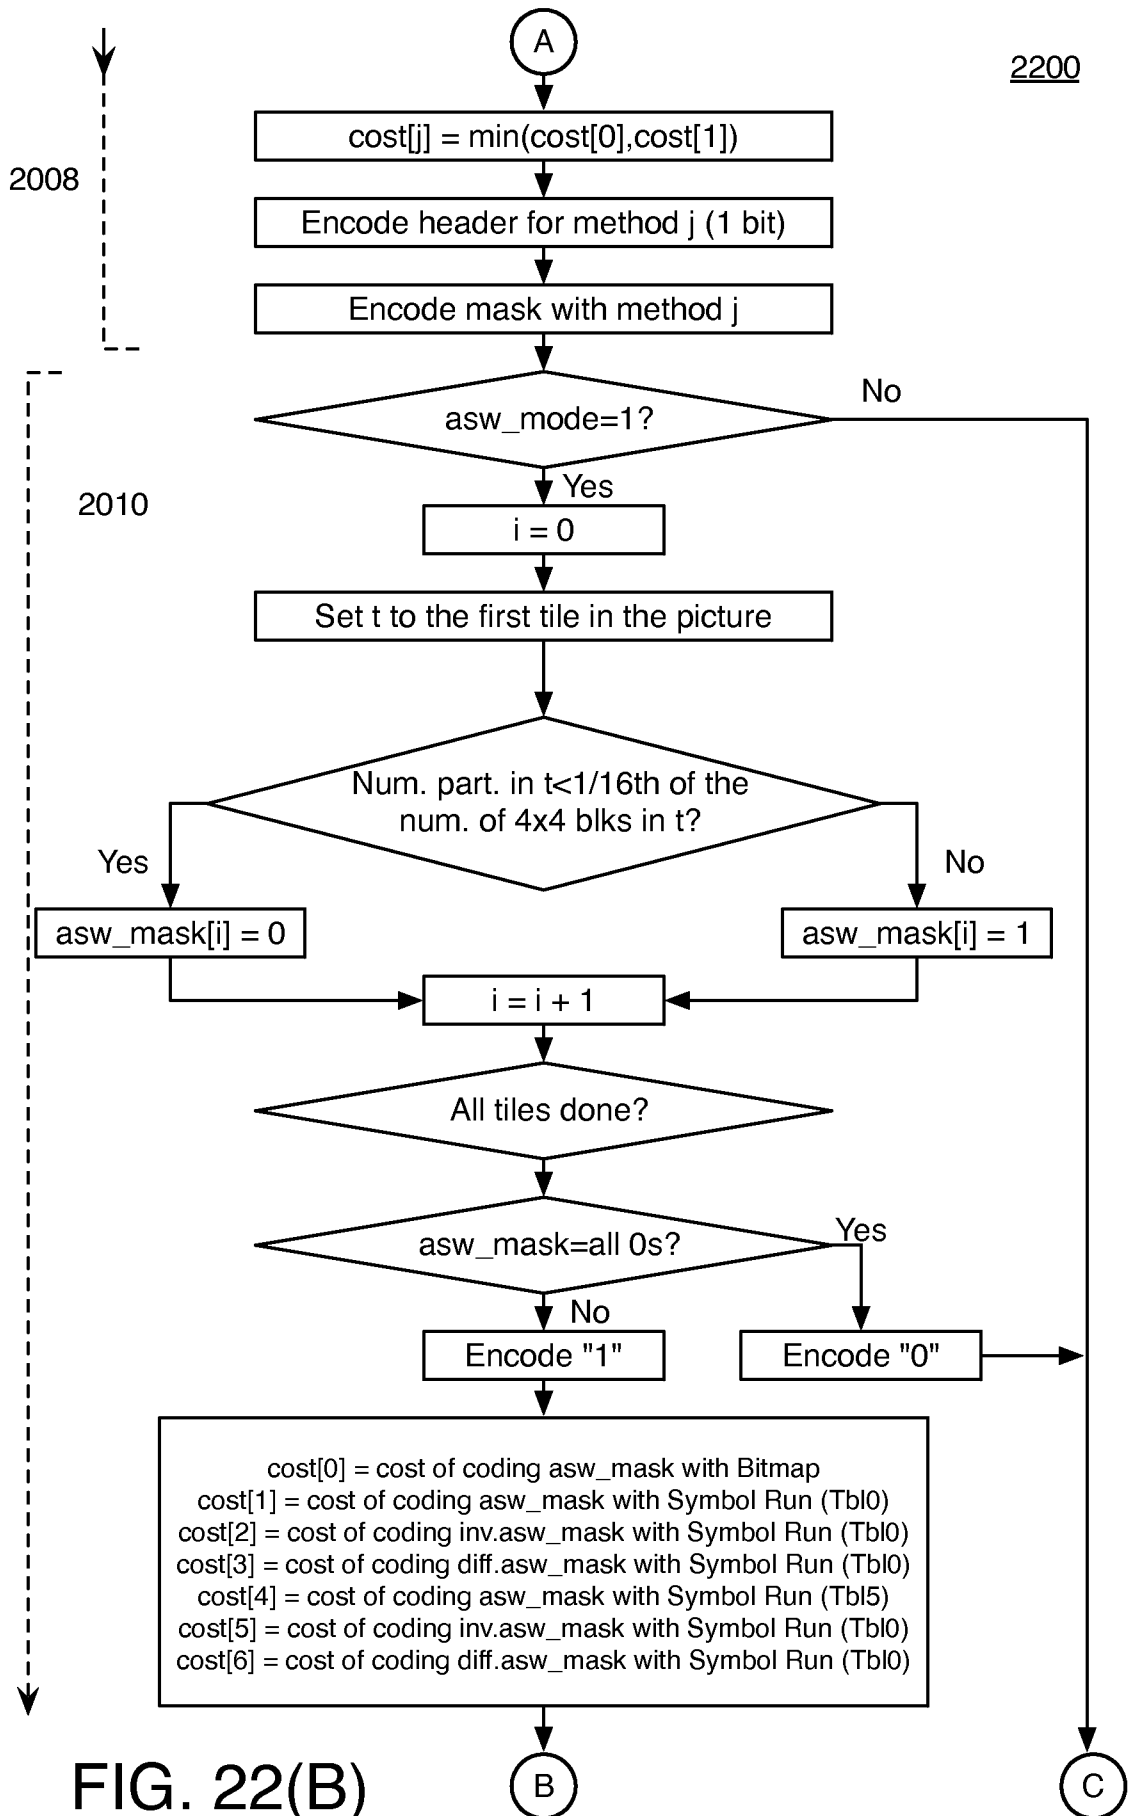 A
2200
cost[j] = min(cost[0],cost[1])
2008
Encode header for method j (1 bit)
Encode mask with method j
No
asw_mode=1?
Yes
2010
i = 0
Set t to the first tile in the picture
Num. part. in t<1/16th of the
num. of 4x4 blks in t?
Yes
No
asw_mask[i] = 0
asw_mask[i] = 1
i = i + 1
All tiles done?
Yes
asw_mask=all 0s?
No
Encode "1"
Encode "0"
cost[0] = cost of coding asw_mask with Bitmap
cost[1] = cost of coding asw_mask with Symbol Run (Tbl0)
cost[2] = cost of coding inv.asw_mask with Symbol Run (Tbl0)
cost[3] = cost of coding diff.asw_mask with Symbol Run (Tbl0)
cost[4] = cost of coding asw_mask with Symbol Run (Tbl5)
cost[5] = cost of coding inv.asw_mask with Symbol Run (Tbl0)
cost[6] = cost of coding diff.asw_mask with Symbol Run (Tbl0)
FIG. 22(B)
B
C